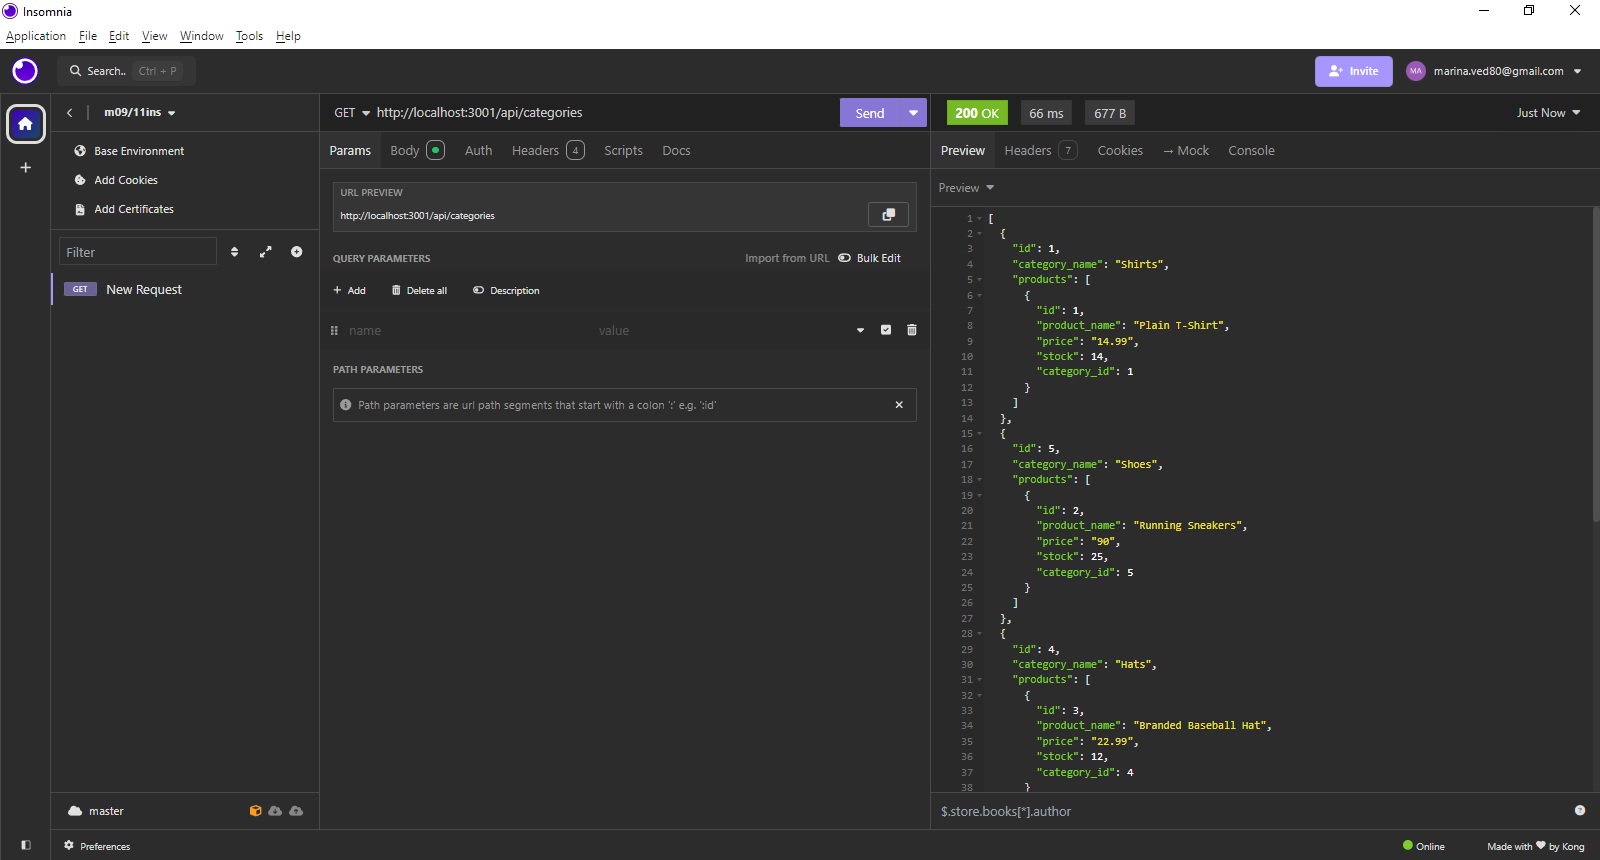 Insomnia
Application File Edit View Window Tools Help
Search.. Ctrl + P
Invite
MA marina.ved80@gmail.com
m09/11ins
Base Environment
Add Cookies
Add Certificates
Filter
GET New Request
master
Preferences
GET http://localhost:3001/api/categories Send
Params Body Auth Headers 4 Scripts Docs
URL PREVIEW
http://localhost:3001/api/categories
QUERY PARAMETERS Import from URL Bulk Edit
+ Add Delete all Description
name value
PATH PARAMETERS
Path parameters are url path segments that start with a colon ':' e.g. ':id'
200 OK 66 ms 677 B Just Now
Preview Headers 7 Cookies → Mock Console
Preview
1 [
2 {
3 "id": 1,
4 "category_name": "Shirts",
5 "products": [
6 {
7 "id": 1,
8 "product_name": "Plain T-Shirt",
9 "price": "14.99",
10 "stock": 14,
11 "category_id": 1
12 }
13 ]
14 },
15 {
16 "id": 5,
17 "category_name": "Shoes",
18 "products": [
19 {
20 "id": 2,
21 "product_name": "Running Sneakers",
22 "price": "90",
23 "stock": 25,
24 "category_id": 5
25 }
26 ]
27 },
28 {
29 "id": 4,
30 "category_name": "Hats",
31 "products": [
32 {
33 "id": 3,
34 "product_name": "Branded Baseball Hat",
35 "price": "22.99",
36 "stock": 12,
37 "category_id": 4
38 }
$.store.books[*].author
Online Made with ♥ by Kong